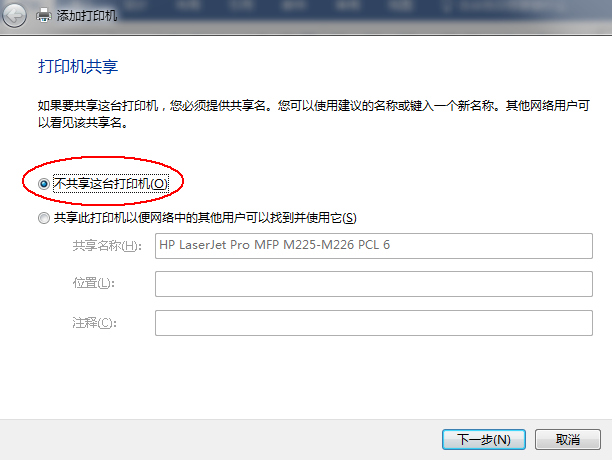 添加打印机
打印机共享
如果要共享这台打印机，您必须提供共享名。您可以使用建议的名称或键入一个新名称。其他网络用户可
以看见该共享名。
不共享这台打印机(O)
共享此打印机以便网络中的其他用户可以找到并使用它(S)
共享名称(H): HP LaserJet Pro MFP M225-M226 PCL 6
位置(L):
注释(C):
下一步(N) 取消